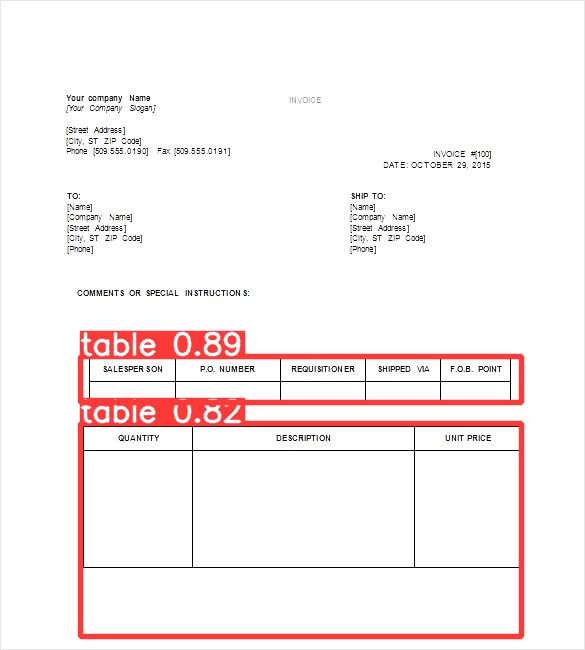 Your company Name
[Your Company Slogan]
INVOICE
[Street Address]
[City, ST ZIP Code]
Phone [509.555.0190] Fax [509.555.0191]
INVOICE #[100]
DATE: OCTOBER 29, 2015
TO:
[Name]
[Company Name]
[Street Address]
[City, ST ZIP Code]
[Phone]
SHIP TO:
[Name]
[Company Name]
[Street Address]
[City, ST ZIP Code]
[Phone]
COMMENTS OR SPECIAL INSTRUCTIONS:
table 0.89
SALESPERSON P.O. NUMBER REQUISITIONER SHIPPED VIA F.O.B. POINT
table 0.82
QUANTITY DESCRIPTION UNIT PRICE